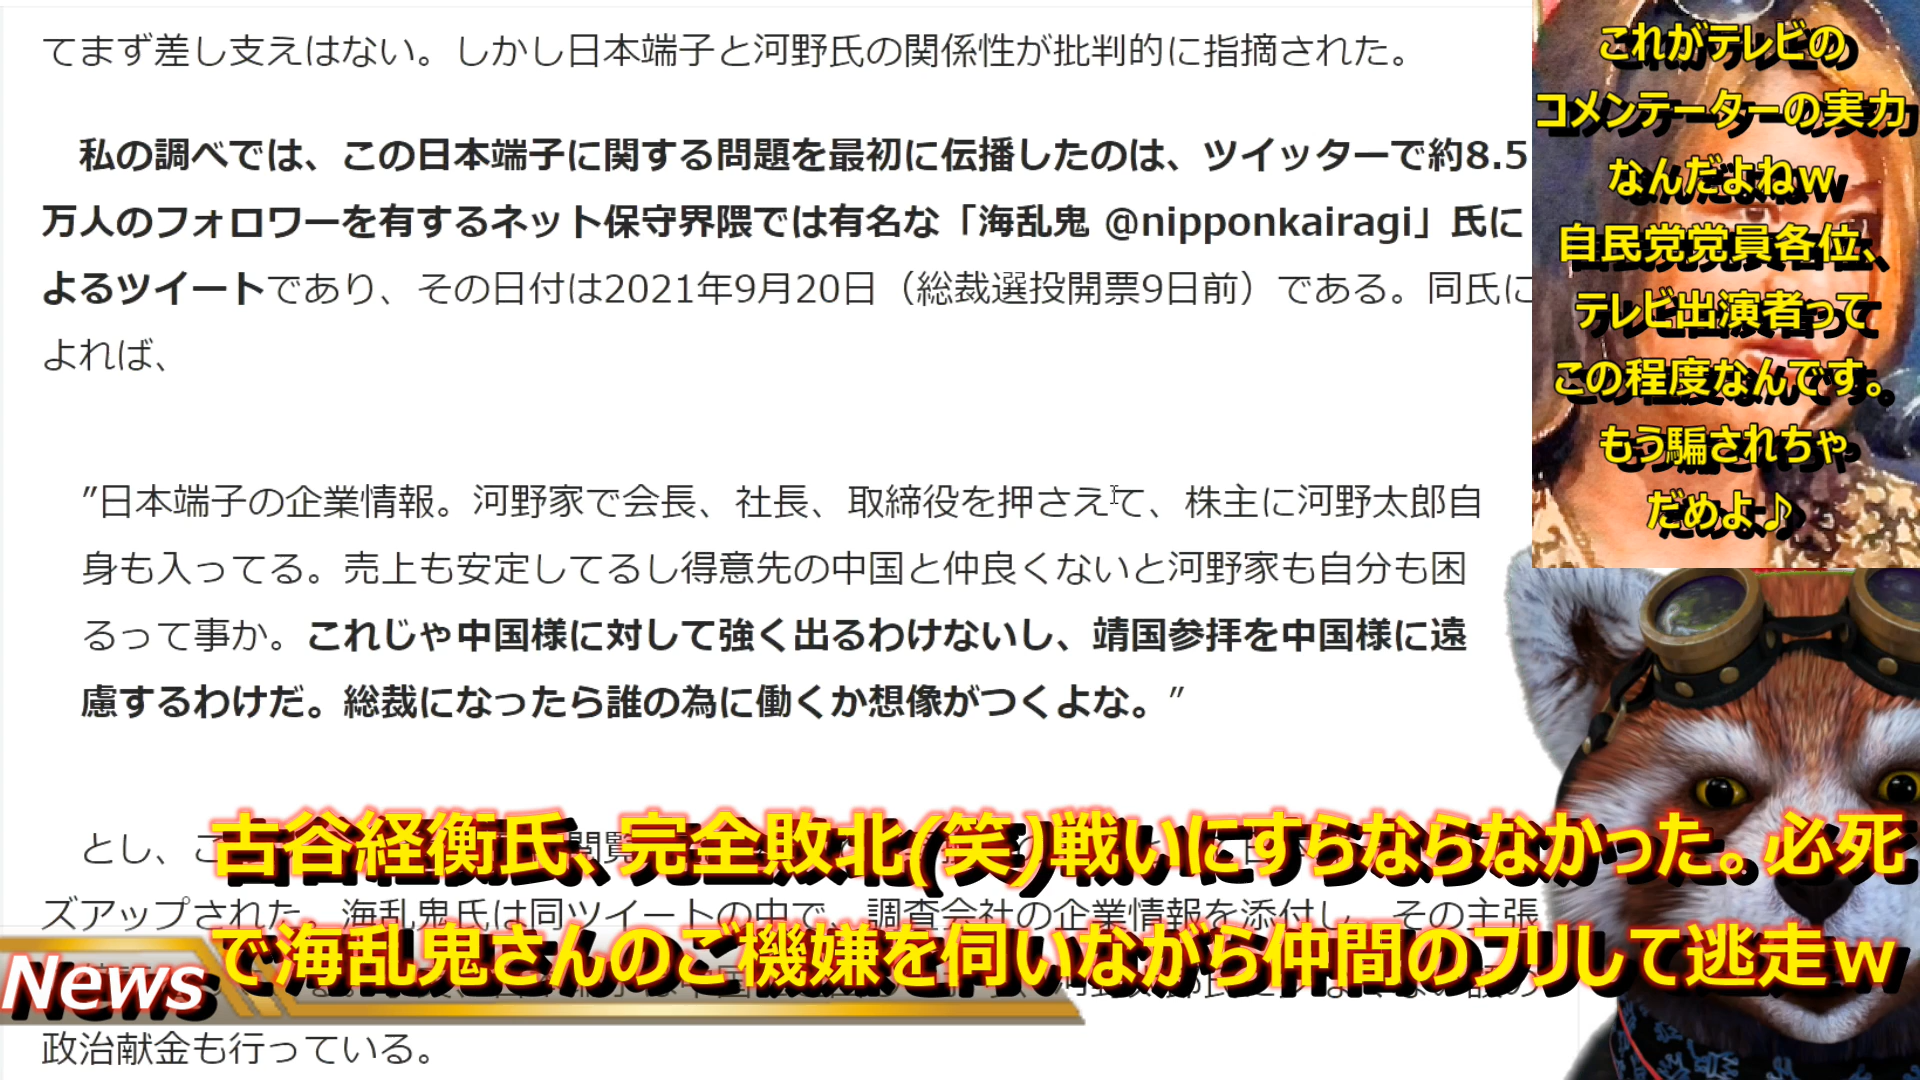 てまず差し支えはない。しかし日本端子と河野氏の関係性が批判的に指摘された。
私の調べでは、この日本端子に関する問題を最初に伝播したのは、ツイッターで約8.5
万人のフォロワーを有するネット保守界隈では有名な「海乱鬼 @nipponkairagi」氏に
よるツイートであり、その日付は2021年9月20日（総裁選投開票9日前）である。同氏に
よれば、
”日本端子の企業情報。河野家で会長、社長、取締役を押さえて、株主に河野太郎自
身も入ってる。売上も安定してるし得意先の中国と仲良くないと河野家も自分も困
るって事か。これじゃ中国様に対して強く出るわけないし、靖国参拝を中国様に遠
慮するわけだ。総裁になったら誰の為に働くか想像がつくよな。”
とし、こ
ズアップされた。海乱鬼氏は同ツイートの中で、調査会社の企業情報を添付し、その主張
政治献金も行っている。
これがテレビの
コメンテーターの実力
なんだよねw
自民党党員各位、
テレビ出演者って
この程度なんです。
もう騙されちゃ
だめよ♪
古谷経衡氏、完全敗北(笑)戦いにすらならなかった。必死
で海乱鬼さんのご機嫌を伺いながら仲間のフリして逃走w
News